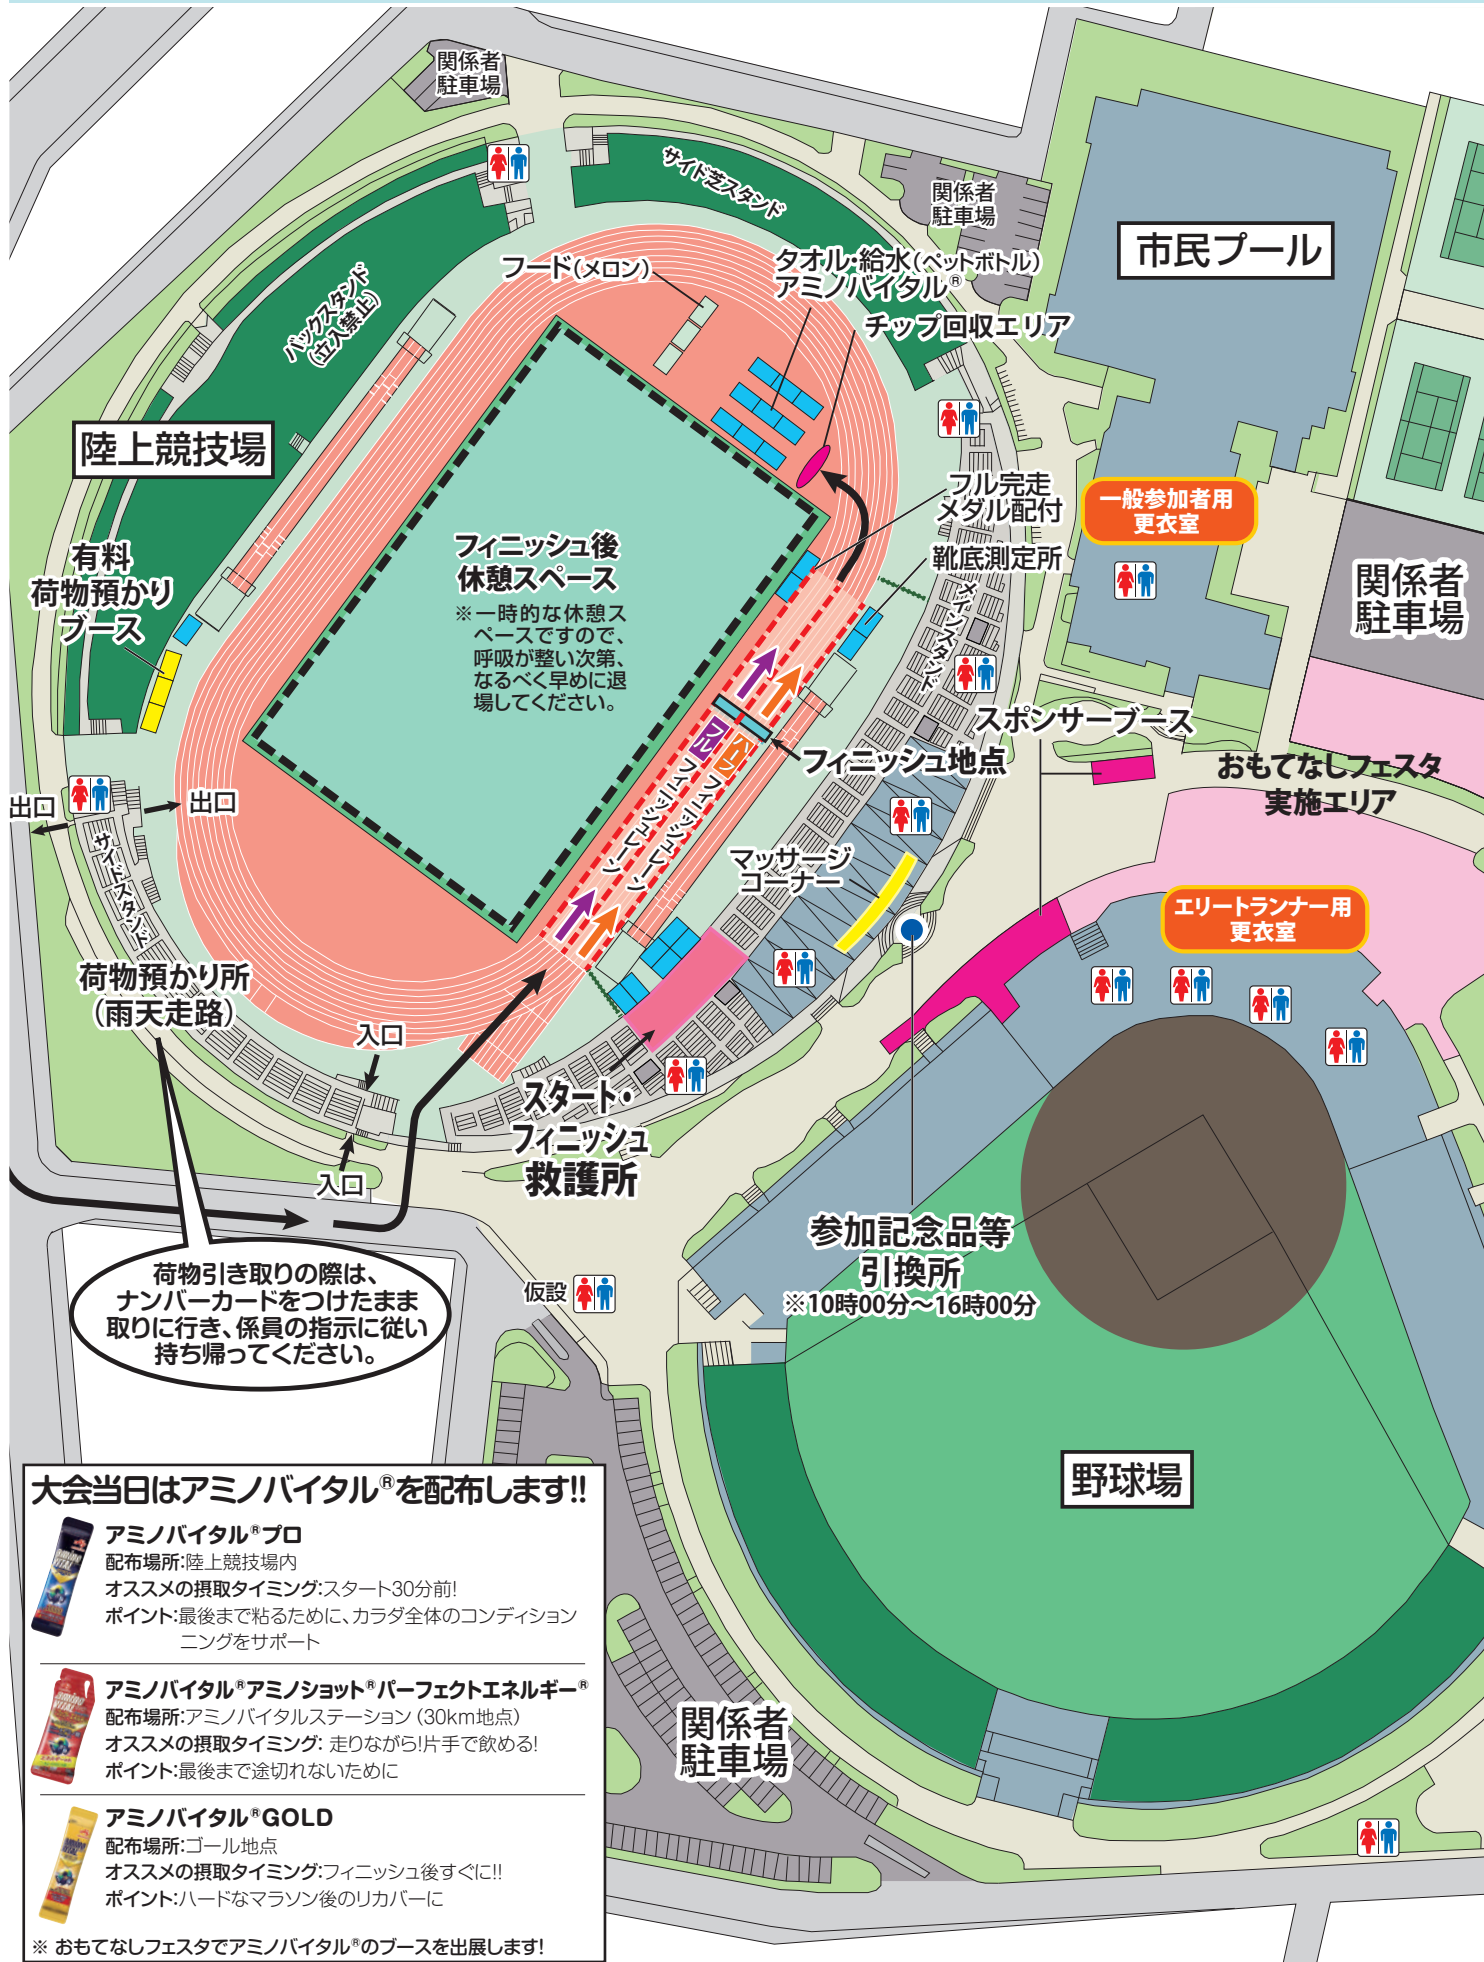 関係者
駐車場
サイド芝スタンド
関係者
駐車場
市民プール
フード(メロン)
タオル・給水(ペットボトル)
アミノバイタル®
チップ回収エリア
バックスタンド
(立入禁止)
陸上競技場
フル完走
メダル配付
一般参加者用
更衣室
有料
荷物預かり
ブース
フィニッシュ後
休憩スペース
※一時的な休憩ス
ペースですので、
呼吸が整い次第、
なるべく早めに退
場してください。
靴底測定所
メインスタンド
関係者
駐車場
スポンサーブース
フル
フィニッシュレーン
ハーフ
フィニッシュレーン
フィニッシュ地点
おもてなしフェスタ
実施エリア
出口
出口
サイドスタンド
マッサージ
コーナー
エリートランナー用
更衣室
荷物預かり所
(雨天走路)
入口
入口
スタート・
フィニッシュ
救護所
参加記念品等
引換所
※10時00分～16時00分
仮設
荷物引き取りの際は、
ナンバーカードをつけたまま
取りに行き、係員の指示に従い
持ち帰ってください。
野球場
関係者
駐車場
大会当日はアミノバイタル®を配布します!!
アミノバイタル®プロ
配布場所:陸上競技場内
オススメの摂取タイミング:スタート30分前!
ポイント:最後まで粘るために、カラダ全体のコンディション
ニングをサポート
アミノバイタル®アミノショット®パーフェクトエネルギー®
配布場所:アミノバイタルステーション(30km地点)
オススメの摂取タイミング: 走りながら!片手で飲める!
ポイント:最後まで途切れないために
アミノバイタル®GOLD
配布場所:ゴール地点
オススメの摂取タイミング:フィニッシュ後すぐに!!
ポイント:ハードなマラソン後のリカバーに
※ おもてなしフェスタでアミノバイタル®のブースを出展します!